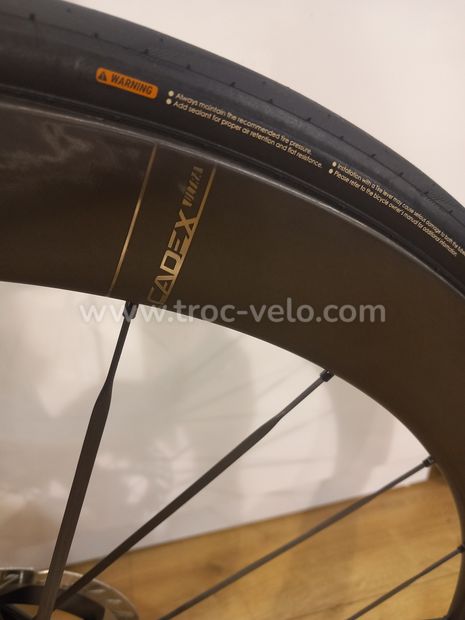 WARNING
• Always maintain the recommended tire pressure.
• Add sealant for proper air retention and flat resistance.
• Installation with a tire lever may cause serious damage to both the
• Please refer to the bicycle owner's manual for additional information.
CADEX
www.troc-velo.com